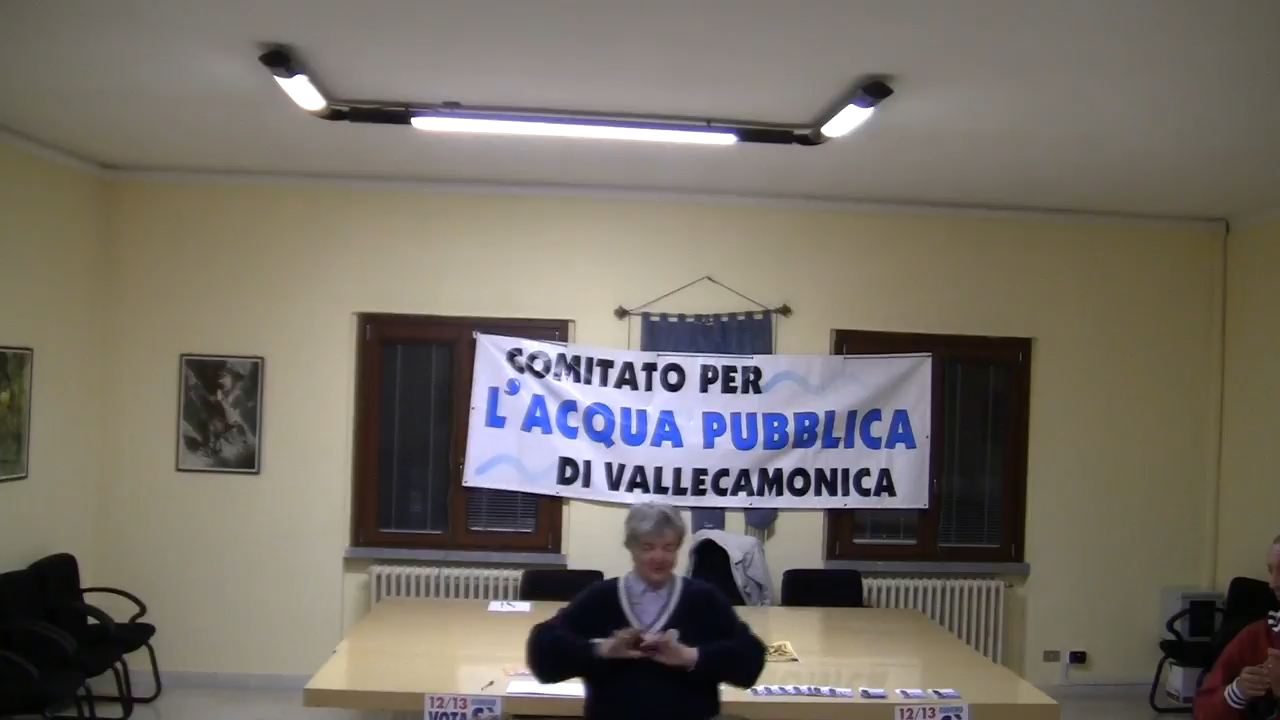 COMITATO PER
L'ACQUA PUBBLICA
DI VALLECAMONICA
12/13
VOTA
12/13